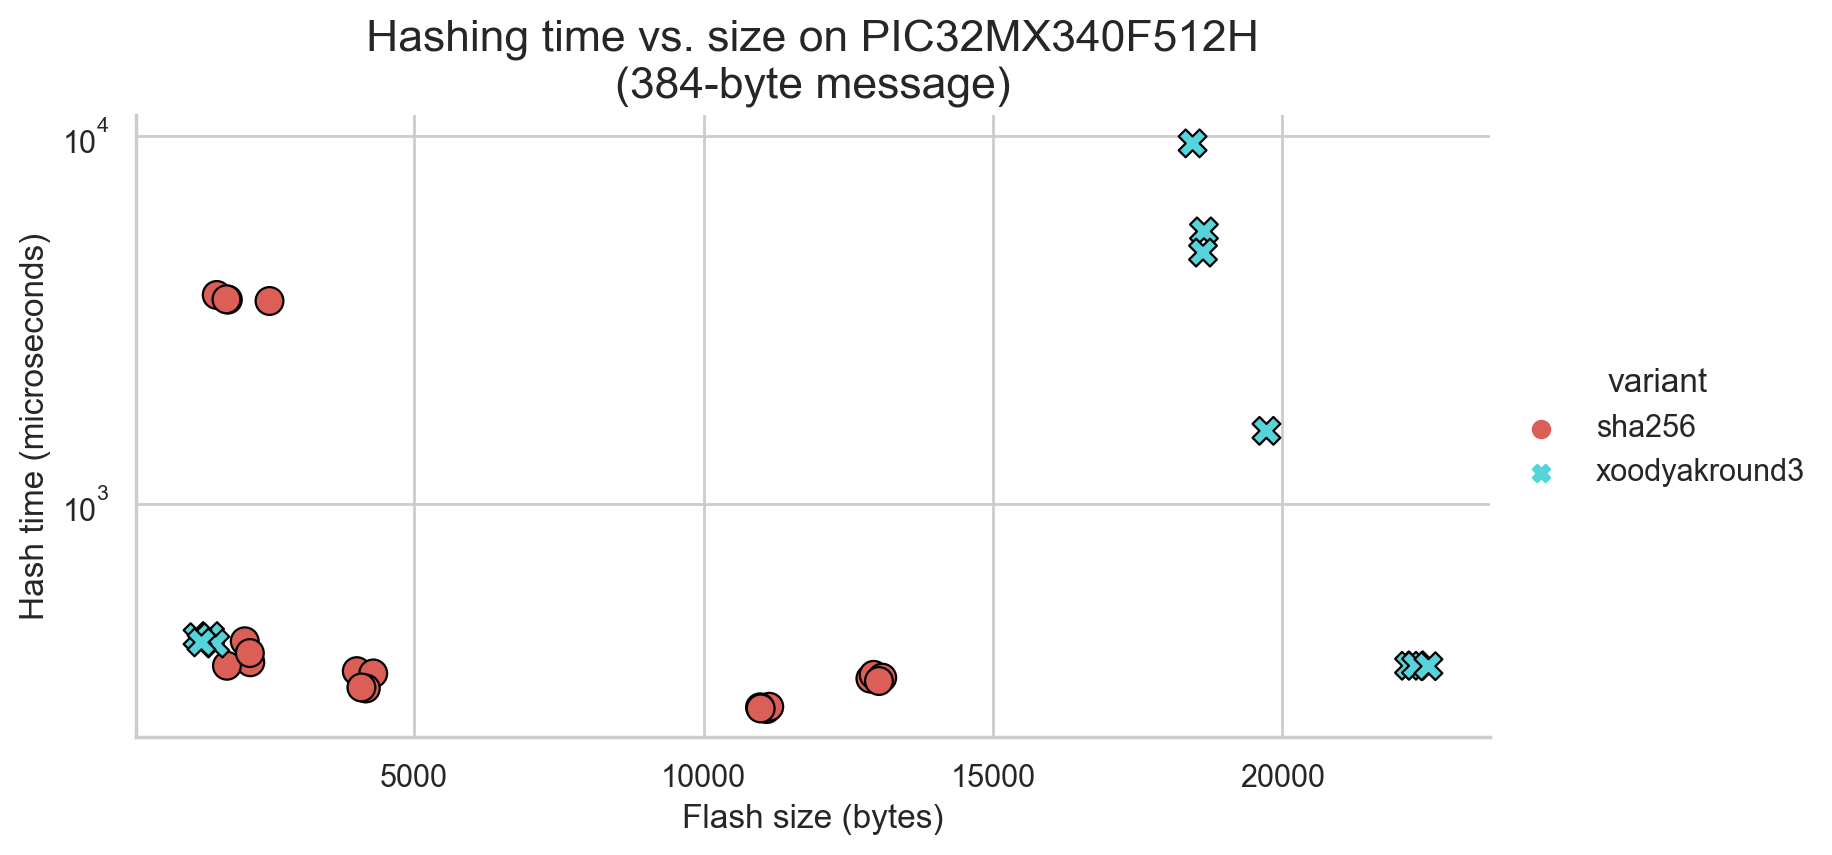 Hashing time vs. size on PIC32MX340F512H
(384-byte message)
10^4
10^3
Hash time (microseconds)
5000
10000
15000
20000
Flash size (bytes)
variant
sha256
xoodyakround3